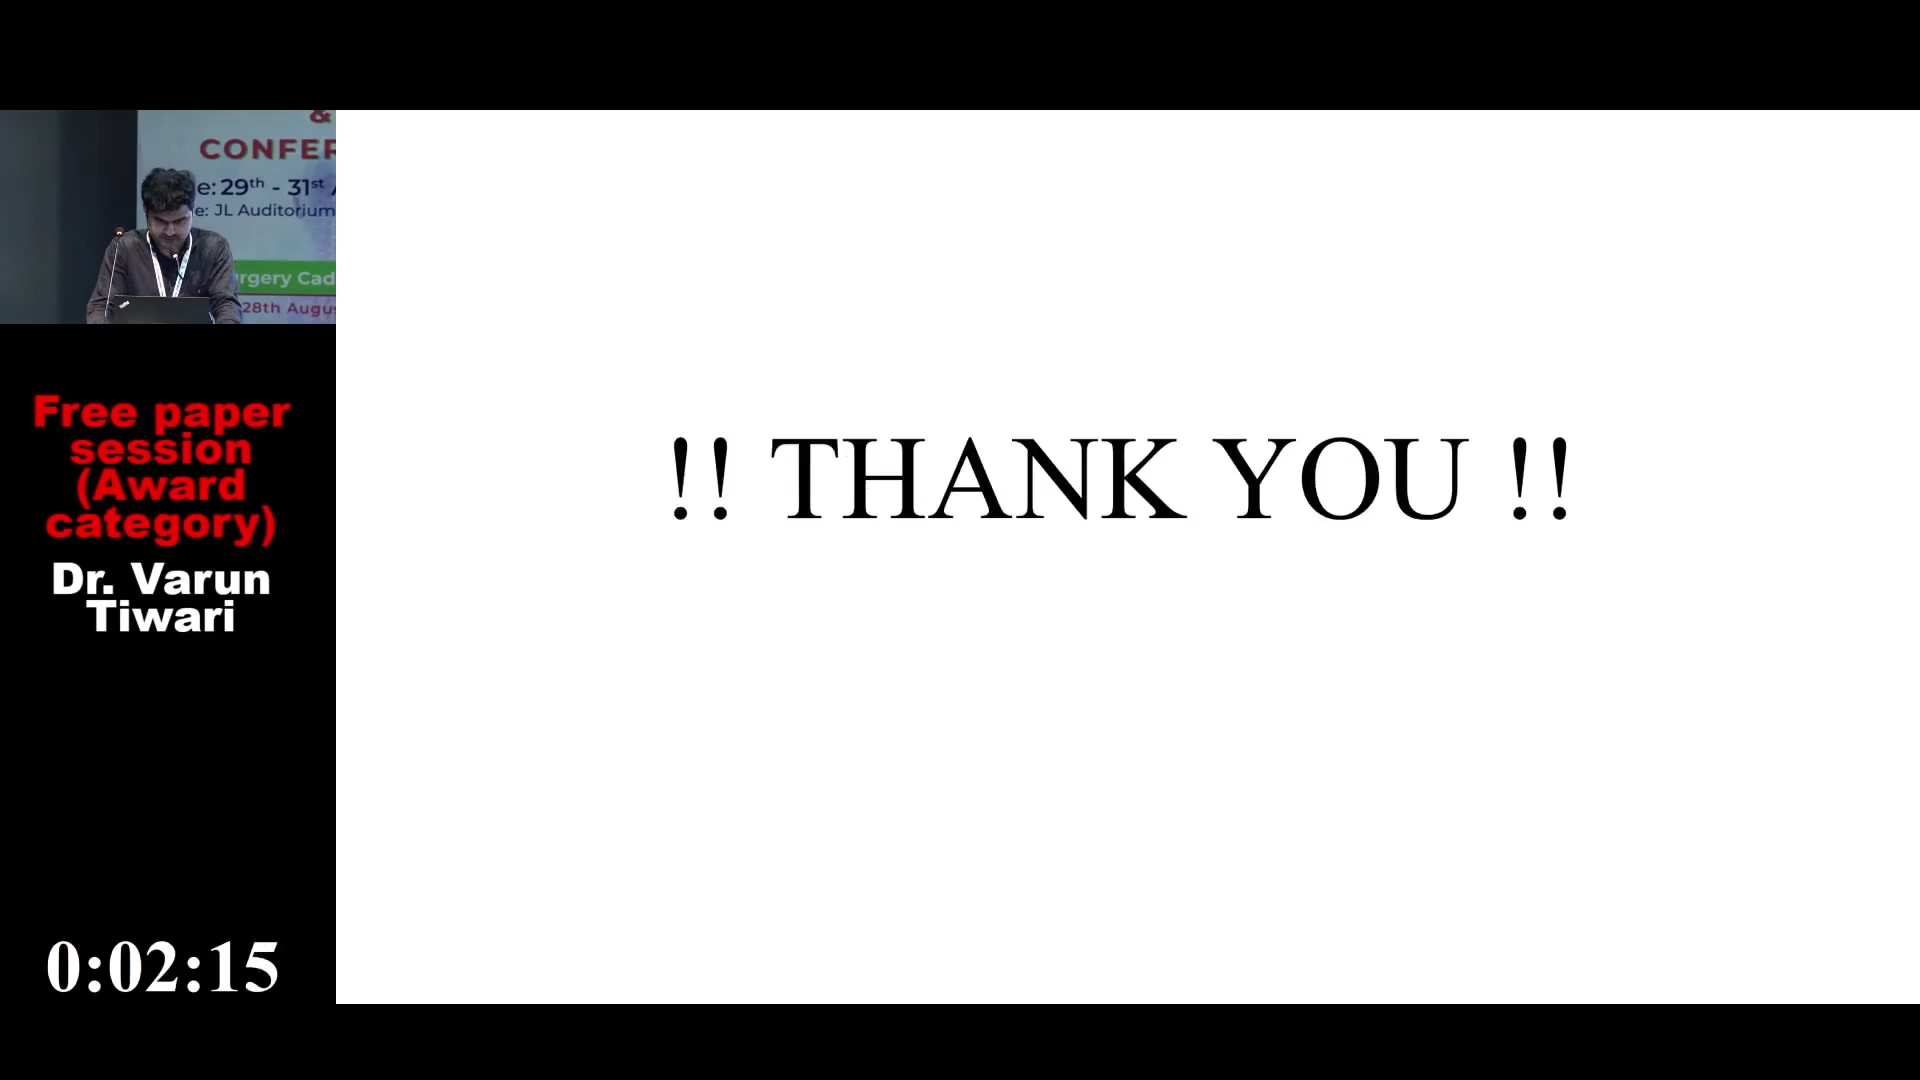 &
CONFER
e: 29th - 31st
e: JL Auditorium
rgery Cad
28th Augus
Free paper
session
(Award
category)
Dr. Varun
Tiwari
0:02:15
!! THANK YOU !!